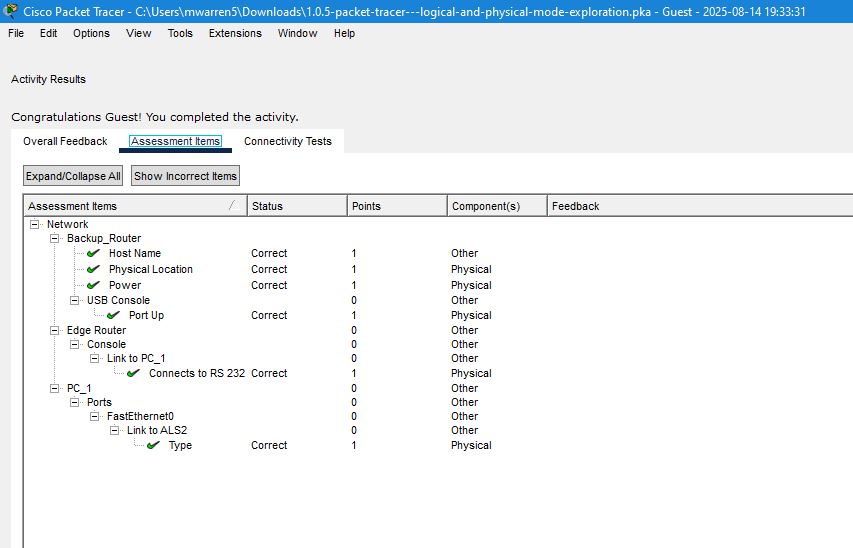 Cisco Packet Tracer - C:\Users\mwarren5\Downloads\1.0.5-packet-tracer---logical-and-physical-mode-exploration.pka - Guest - 2025-08-14 19:33:31
File Edit Options View Tools Extensions Window Help
Activity Results
Congratulations Guest! You completed the activity.
Overall Feedback Assessment Items Connectivity Tests
Expand/Collapse All Show Incorrect Items
Assessment Items Status Points Component(s) Feedback
Network
Backup_Router 0 Other
Host Name Correct 1 Other
Physical Location Correct 1 Physical
Power Correct 1 Physical
USB Console 0 Other
Port Up Correct 1 Physical
Edge Router 0 Other
Console 0 Other
Link to PC_1 0 Other
Connects to RS 232 Correct 1 Physical
PC_1 0 Other
Ports 0 Other
FastEthernet0 0 Other
Link to ALS2 0 Other
Type Correct 1 Physical